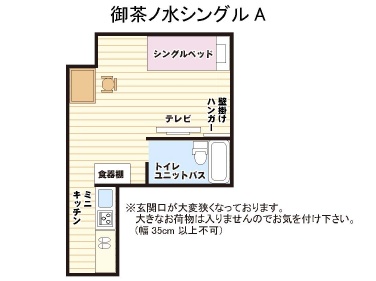 御茶ノ水シングル A
シングルベッド
壁掛け
ハンガー
テレビ
トイレ
ユニットバス
食器棚
ミニ
キッチン
※玄関口が大変狭くなっております。
大きなお荷物は入りませんのでお気を付け下さい。
（幅 35cm 以上不可）